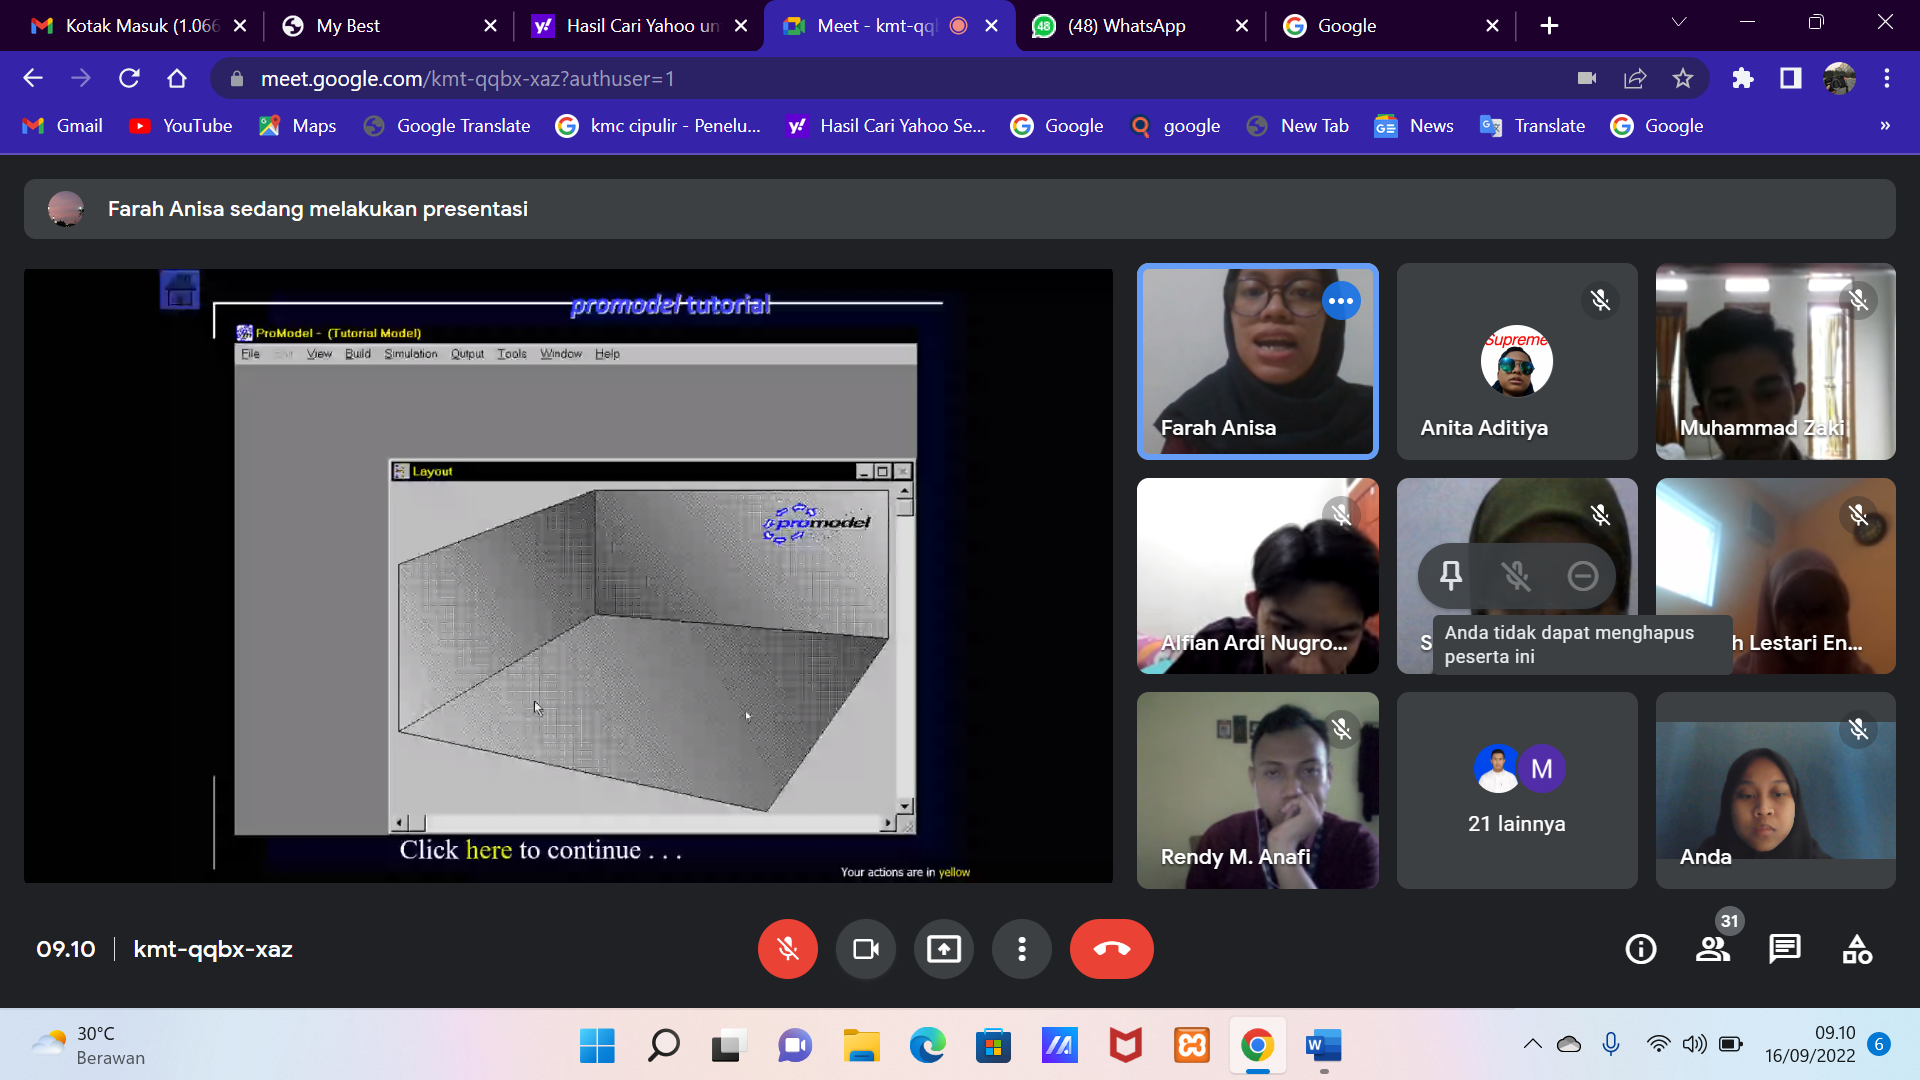 Kotak Masuk (1.066
My Best
Hasil Cari Yahoo un
Meet - kmt-qq
(48) WhatsApp
Google
meet.google.com/kmt-qqbx-xaz?authuser=1
Gmail
YouTube
Maps
Google Translate
kmc cipulir - Penelu...
Hasil Cari Yahoo Se...
Google
google
New Tab
News
Translate
Google
Farah Anisa sedang melakukan presentasi
promodel tutorial
ProModel - (Tutorial Model)
File View Build Simulation Output Tools Window Help
Layout
promodel
Click here to continue . . .
Your actions are in yellow
Farah Anisa
Supreme
Anita Aditiya
Muhammad Zaki
Alfian Ardi Nugro...
S
h Lestari En...
Anda tidak dapat menghapus
peserta ini
Rendy M. Anafi
M
21 lainnya
Anda
09.10
kmt-qqbx-xaz
31
30°C
Berawan
09.10
16/09/2022
6